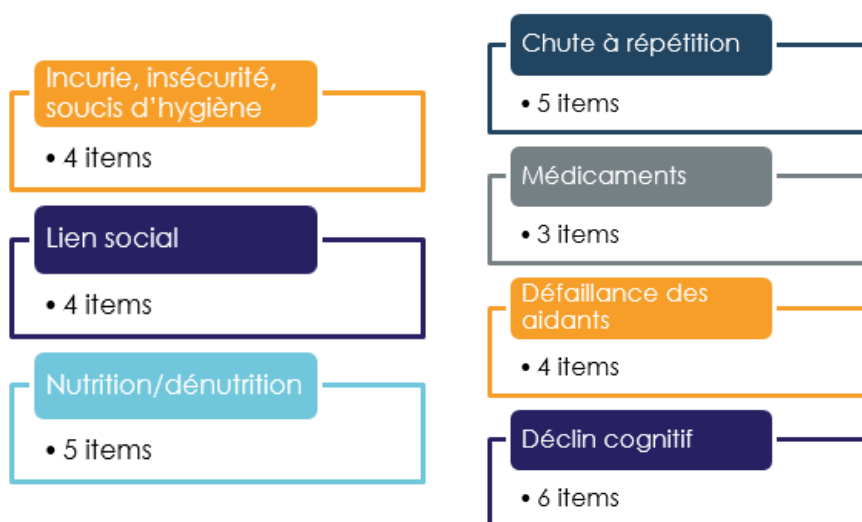 Incurie, insécurité,
soucis d'hygiène
• 4 items
Lien social
• 4 items
Nutrition/dénutrition
• 5 items
Chute à répétition
• 5 items
Médicaments
• 3 items
Défaillance des
aidants
• 4 items
Déclin cognitif
• 6 items